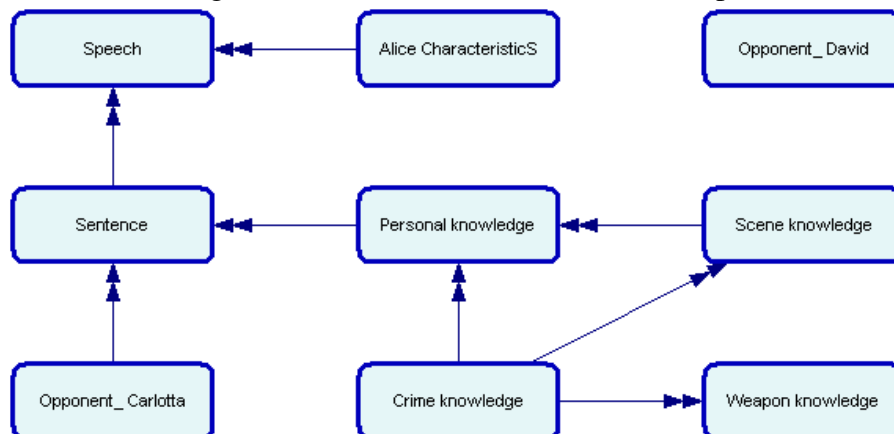 Speech
Alice CharacteristicS
Opponent_ David
Sentence
Personal knowledge
Scene knowledge
Opponent_ Carlotta
Crime knowledge
Weapon knowledge